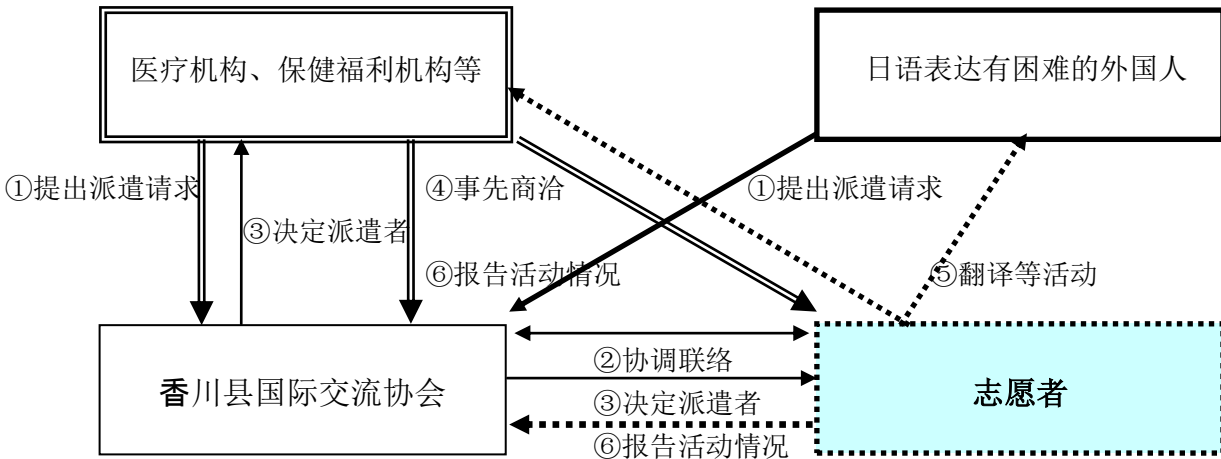 医疗机构、保健福利机构等
日语表达有困难的外国人
①提出派遣请求
④事先商洽
①提出派遣请求
③决定派遣者
⑥报告活动情况
⑤翻译等活动
②协调联络
香川县国际交流协会
志愿者
③决定派遣者
⑥报告活动情况